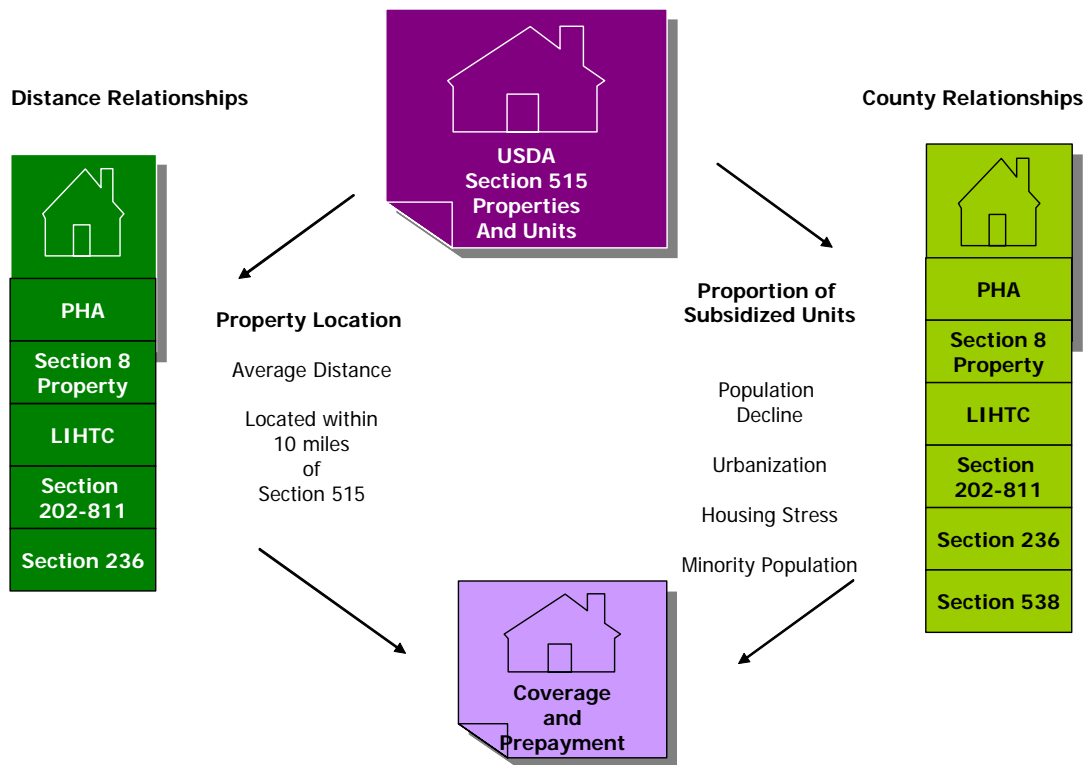 USDA
Section 515
Properties
And Units
Distance Relationships
PHA
Section 8
Property
LIHTC
Section
202-811
Section 236
Property Location
Average Distance
Located within
10 miles
of
Section 515
Proportion of
Subsidized Units
Population
Decline
Urbanization
Housing Stress
Minority Population
County Relationships
PHA
Section 8
Property
LIHTC
Section
202-811
Section 236
Section 538
Coverage
and
Prepayment